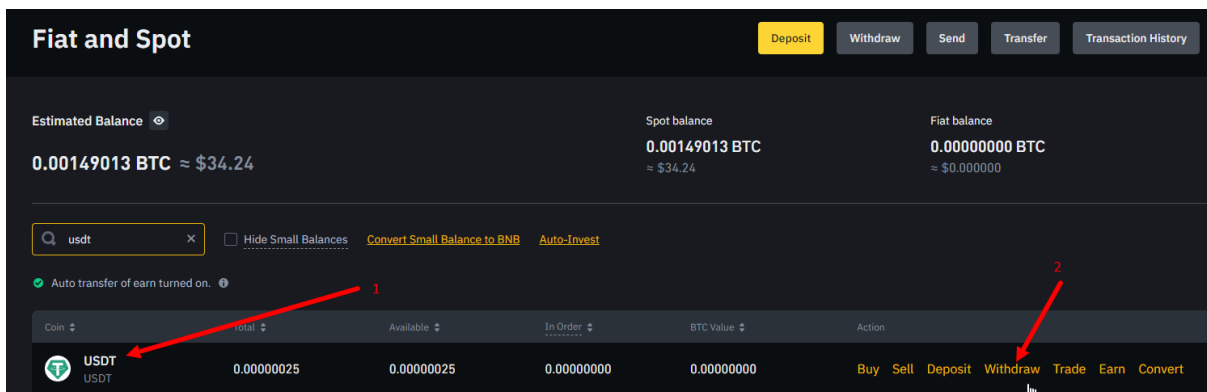 Fiat and Spot Deposit Withdraw Send Transfer Transaction History
Estimated Balance Spot balance Fiat balance
0.00149013 BTC ≈ $34.24 0.00149013 BTC 0.00000000 BTC
≈ $34.24 ≈ $0.000000
usdt × Hide Small Balances Convert Small Balance to BNB Auto-Invest
Auto transfer of earn turned on.
1 2
Coin Total Available In Order BTC Value Action
USDT 0.00000025 0.00000025 0.00000000 0.00000000 Buy Sell Deposit Withdraw Trade Earn Convert
USDT